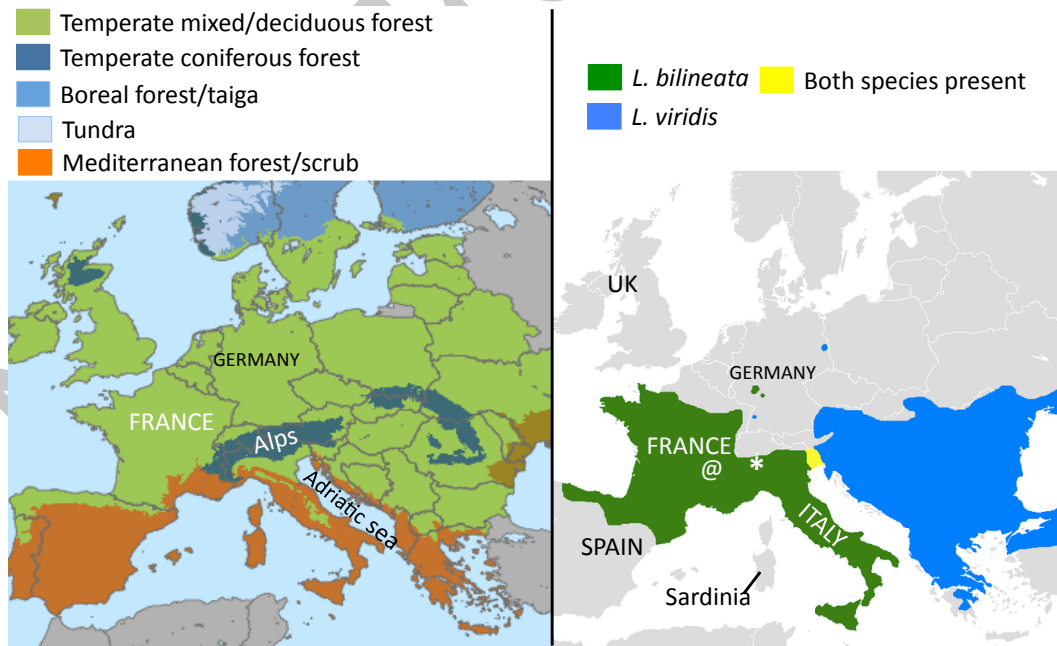 Temperate mixed/deciduous forest
Temperate coniferous forest
Boreal forest/taiga
Tundra
Mediterranean forest/scrub
GERMANY
FRANCE
Alps
Adriatic sea
L. bilineata
Both species present
L. viridis
UK
GERMANY
FRANCE
@
*
ITALY
SPAIN
Sardinia